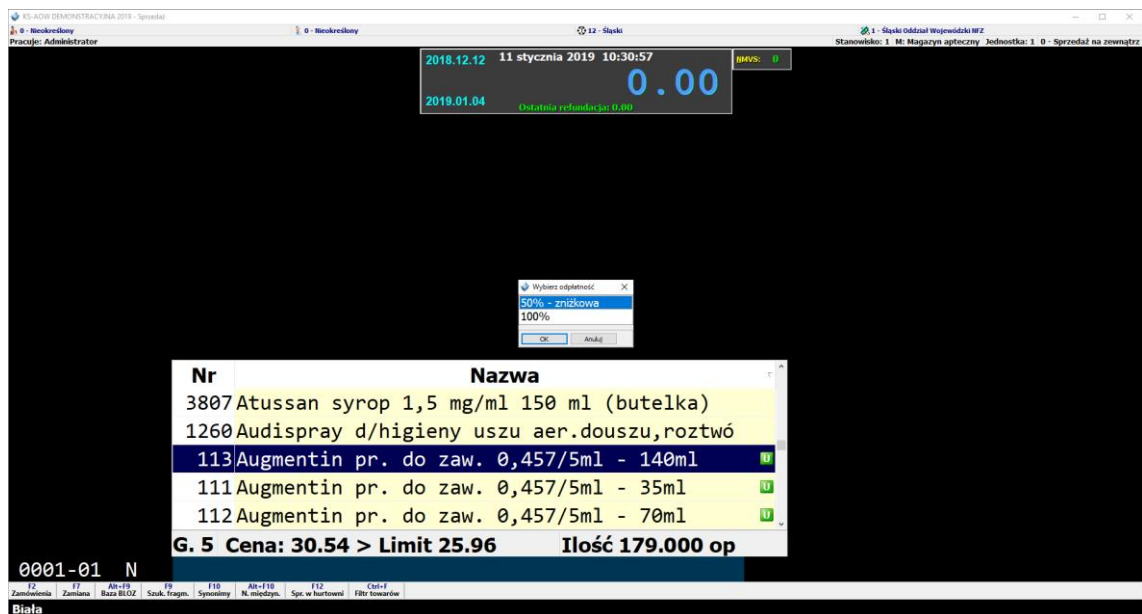 KS-AOW DEMONSTRACYJNA 2019 - Sprzedaż
0 - Nieokreślony 0 - Nieokreślony 12 - Śląski 1 - Śląski Oddział Wojewódzki NFZ
Pracuje: Administrator Stanowisko: 1 M: Magazyn apteczny Jednostka: 1 0 - Sprzedaż na zewnątrz
2018.12.12 11 stycznia 2019 10:30:57 NMVS: 0
0.00
2019.01.04 Ostatnia refundacja: 0.00
Wybierz odpłatność
50% - zniżkowa
100%
OK Anuluj
Nr Nazwa
3807 Atussan syrop 1,5 mg/ml 150 ml (butelka)
1260 Audispray d/higieny uszu aer.douszu,roztwó
113 Augmentin pr. do zaw. 0,457/5ml - 140ml U
111 Augmentin pr. do zaw. 0,457/5ml - 35ml U
112 Augmentin pr. do zaw. 0,457/5ml - 70ml U
G. 5 Cena: 30.54 > Limit 25.96 Ilość 179.000 op
0001-01 N
F2 F7 Alt+F9 F9 F10 Alt+F10 F12 Ctrl+F
Zamówienia Zamiana Baza BLOZ Szuk. fragm. Synonimy N. międzyn. Spr. w hurtowni Filtr towarów
Biała